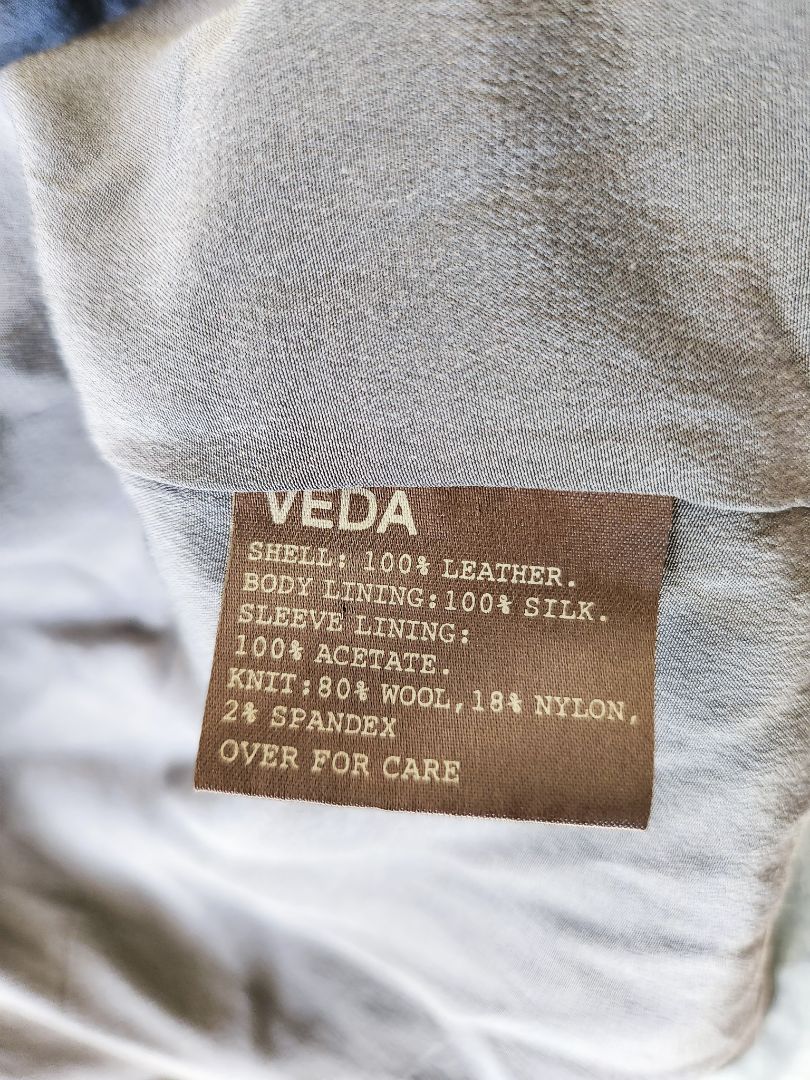 VEDA
SHELL: 100% LEATHER.
BODY LINING:100% SILK.
SLEEVE LINING:
100% ACETATE.
KNIT:80% WOOL,18% NYLON,
2% SPANDEX
OVER FOR CARE